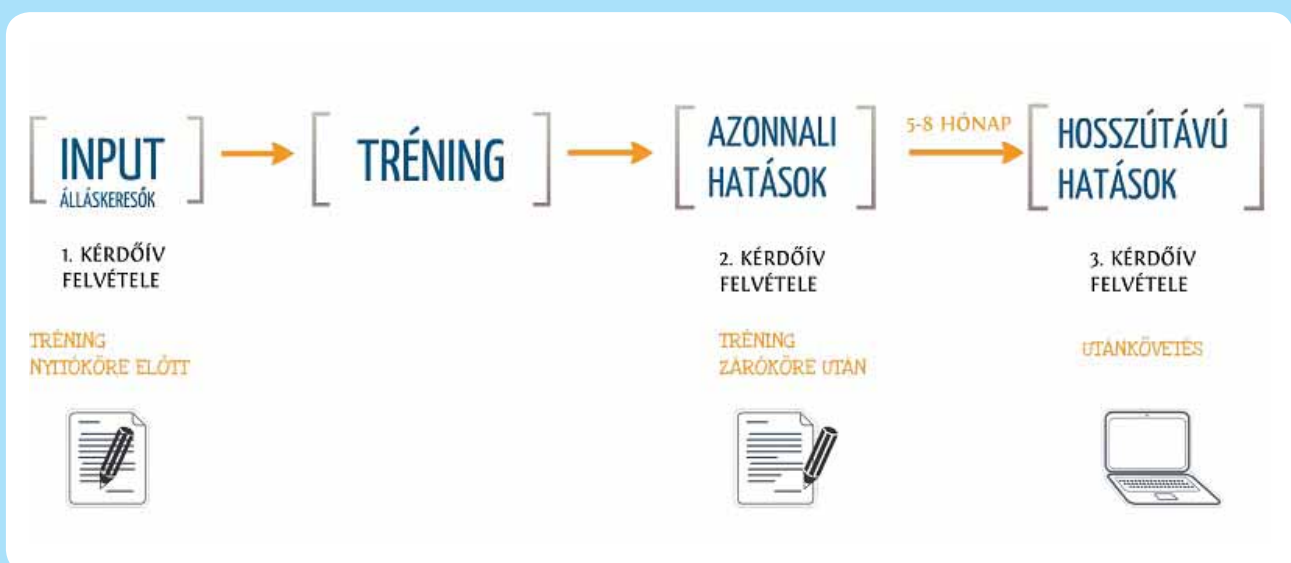 INPUT
ÁLLÁSKERESŐK
TRÉNING
AZONNALI
HATÁSOK
5-8 HÓNAP
HOSSZÚTÁVÚ
HATÁSOK
1. KÉRDŐÍV
FELVÉTELE
2. KÉRDŐÍV
FELVÉTELE
3. KÉRDŐÍV
FELVÉTELE
TRÉNING
NYITÓKÖRE ELŐTT
TRÉNING
ZÁRÓKÖRE UTÁN
UTÁNKÖVETÉS